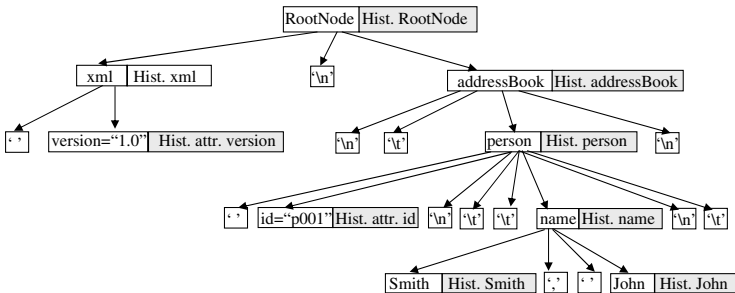 RootNode Hist. RootNode
xml Hist. xml ‘\n’ addressBook Hist. addressBook
‘ ’ version=“1.0” Hist. attr. version ‘\n’ ‘\t’ person Hist. person ‘\n’
‘ ’ id=“p001” Hist. attr. id ‘\n’ ‘\t’ ‘\t’ name Hist. name ‘\n’ ‘\t’
Smith Hist. Smith ‘,’ ‘ ’ John Hist. John